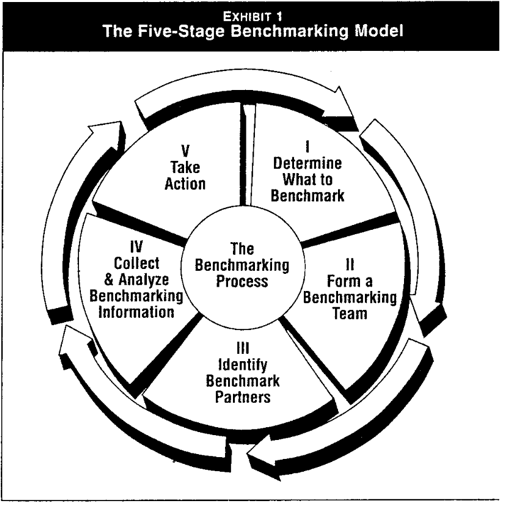 EXHIBIT 1
The Five-Stage Benchmarking Model
I
Determine
What to
Benchmark
II
Form a
Benchmarking
Team
III
Identify
Benchmark
Partners
IV
Collect
& Analyze
Benchmarking
Information
V
Take
Action
The
Benchmarking
Process